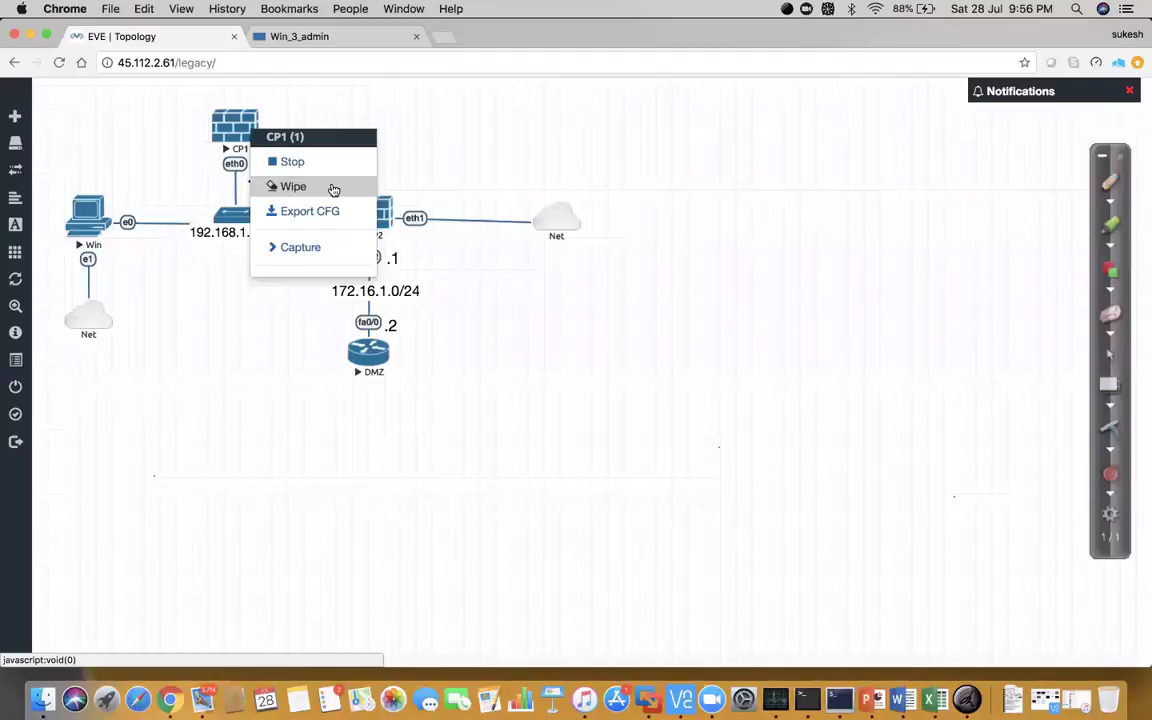 Chrome File Edit View History Bookmarks People Window Help 88% Sat 28 Jul 9:56 PM
EVE | Topology Win_3_admin sukesh
45.112.2.61/legacy/
Notifications
CP1 (1)
CP1
Stop
eth0
Wipe
Export CFG
e0 eth1
192.168.1.
Win Net
Capture
e1 .1
172.16.1.0/24
fa0/0 .2
Net
DMZ
1/1
javascript:void(0)
28